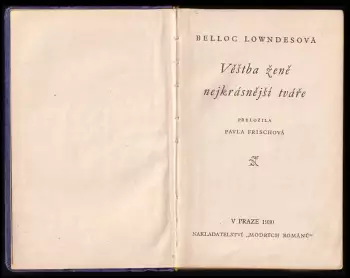 BELLOC LOWNDESOVÁ
Věštba ženě
nejkrásnější tváře
PŘELOŽILA
PAVLA FRISCHOVÁ
V PRAZE 1930
NAKLADATELSTVÍ „MODRÝCH ROMÁNŮ"